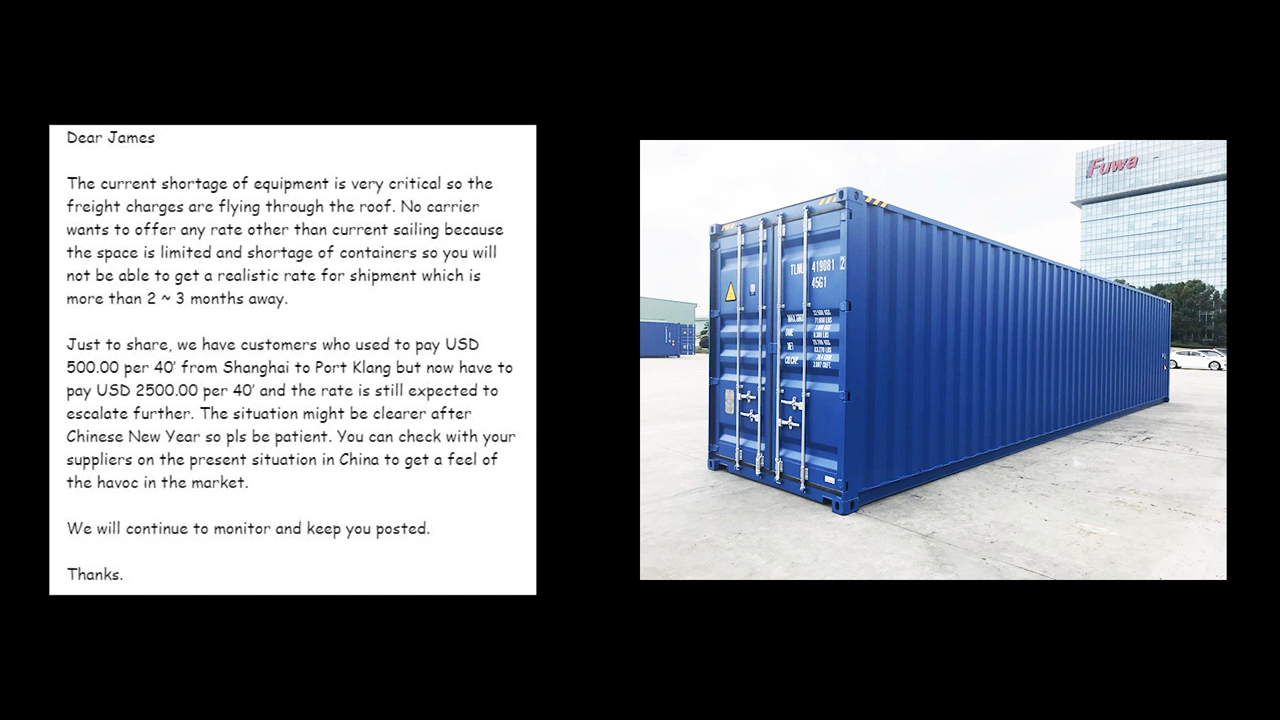 Dear James
The current shortage of equipment is very critical so the
freight charges are flying through the roof. No carrier
wants to offer any rate other than current sailing because
the space is limited and shortage of containers so you will
not be able to get a realistic rate for shipment which is
more than 2 ~ 3 months away.
Just to share, we have customers who used to pay USD
500.00 per 40' from Shanghai to Port Klang but now have to
pay USD 2500.00 per 40' and the rate is still expected to
escalate further. The situation might be clearer after
Chinese New Year so pls be patient. You can check with your
suppliers on the present situation in China to get a feel of
the havoc in the market.
We will continue to monitor and keep you posted.
Thanks.
Fuwa
419081 2
45G1